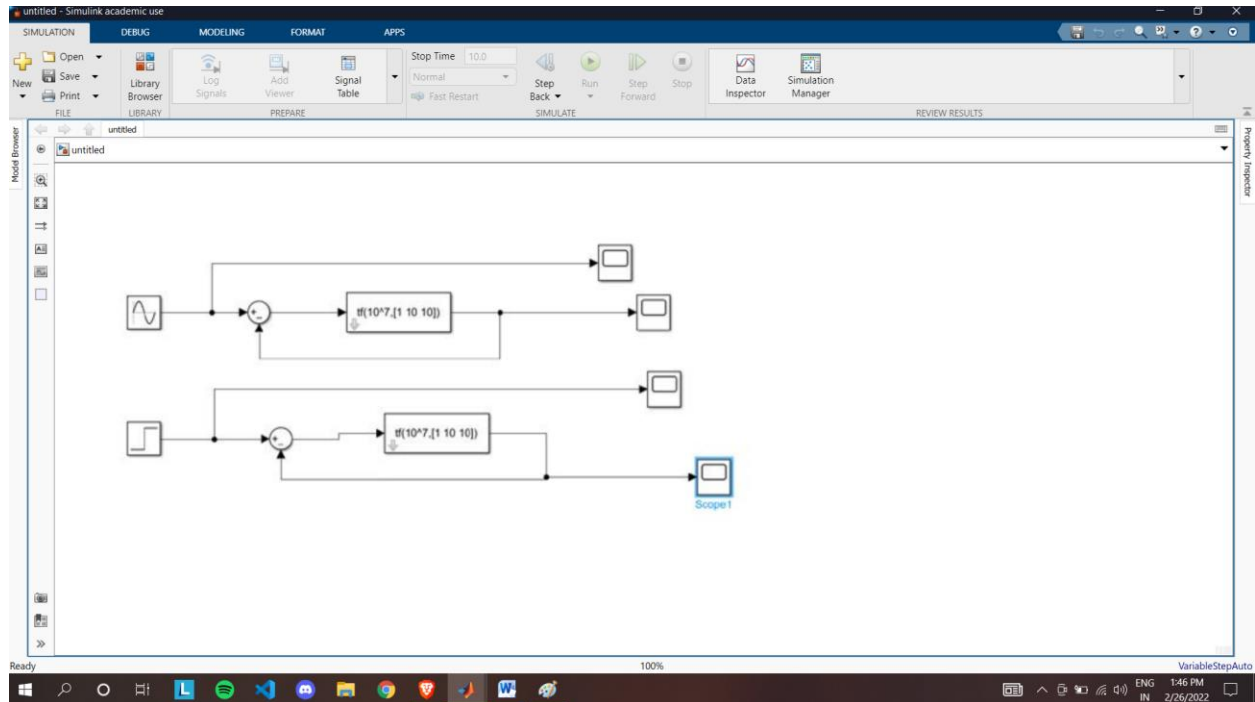 untitled - Simulink academic use
SIMULATION DEBUG MODELING FORMAT APPS
New
Open
Save
Print
FILE
Library
Browser
LIBRARY
Log
Signals
Add
Viewer
Signal
Table
PREPARE
Stop Time 10.0
Normal
Fast Restart
Step
Back
Run
Step
Forward
Stop
SIMULATE
Data
Inspector
Simulation
Manager
REVIEW RESULTS
Model Browser
untitled
untitled
Property Inspector
tf(10^7,[1 10 10])
tf(10^7,[1 10 10])
Scope1
Ready 100% VariableStepAuto
ENG 1:46 PM
IN 2/26/2022